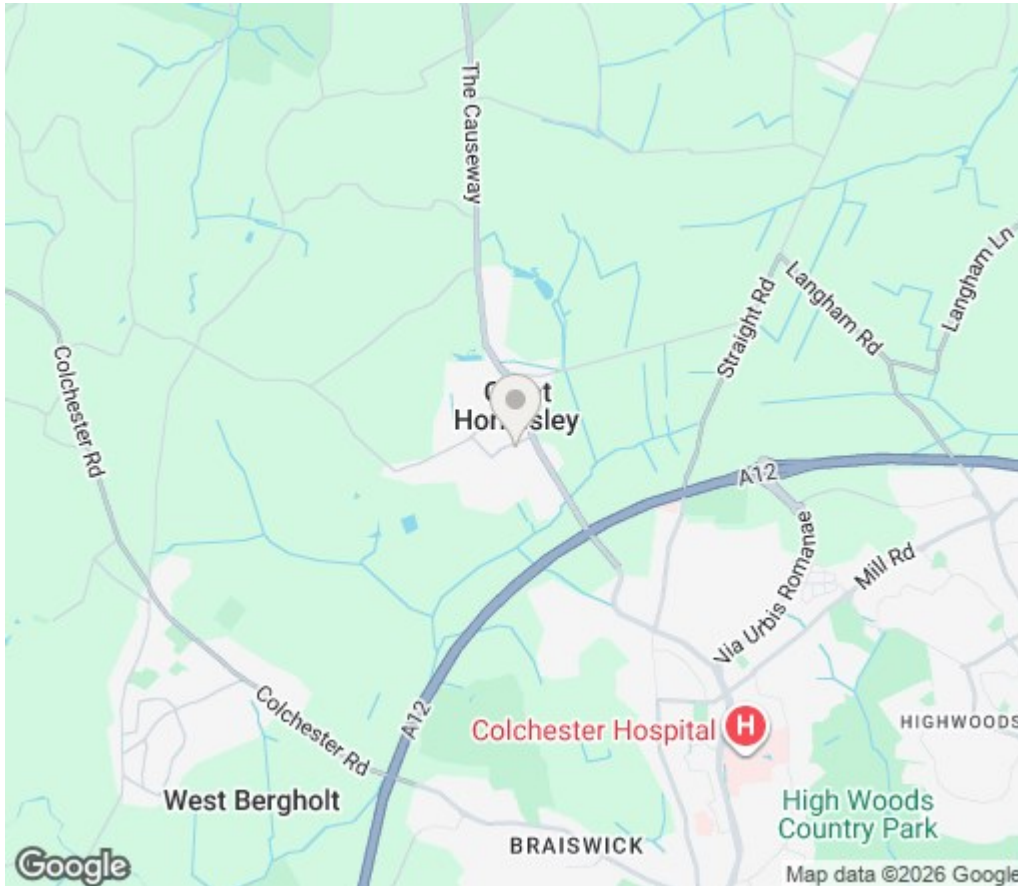 The Causeway
Langham Ln
Langham Rd
Straight Rd
Colchester Rd
A12
Via Urbis Romanae
Mill Rd
Colchester Rd
A12
Colchester Hospital
H
HIGHWOODS
West Bergholt
High Woods
Country Park
BRAISWICK
Google
Map data ©2026 Google